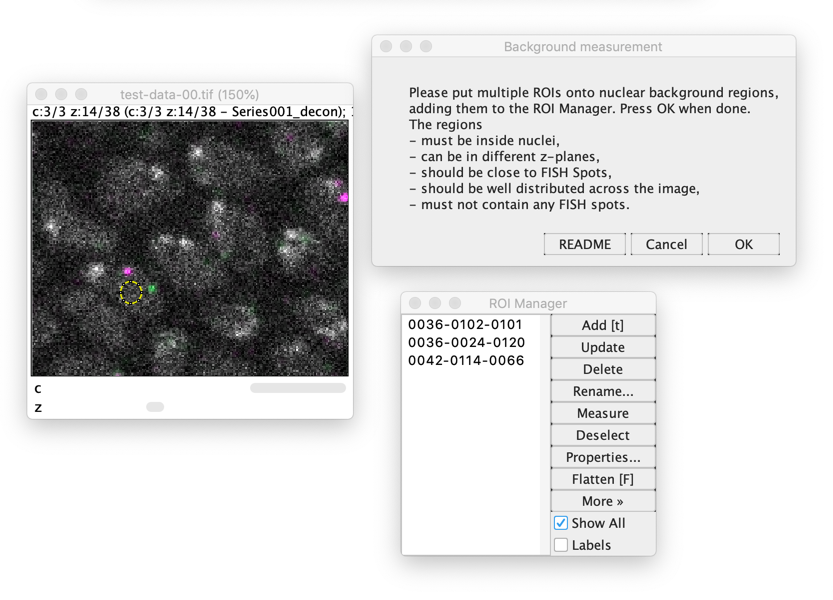 Background measurement
Please put multiple ROIs onto nuclear background regions,
adding them to the ROI Manager. Press OK when done.
The regions
- must be inside nuclei,
- can be in different z-planes,
- should be close to FISH Spots,
- should be well distributed across the image,
- must not contain any FISH spots.
README
Cancel
OK
test-data-00.tif (150%)
c:3/3 z:14/38 (c:3/3 z:14/38 - Series001_decon);
c
z
ROI Manager
0036-0102-0101
0036-0024-0120
0042-0114-0066
Add [t]
Update
Delete
Rename...
Measure
Deselect
Properties...
Flatten [F]
More »
Show All
Labels